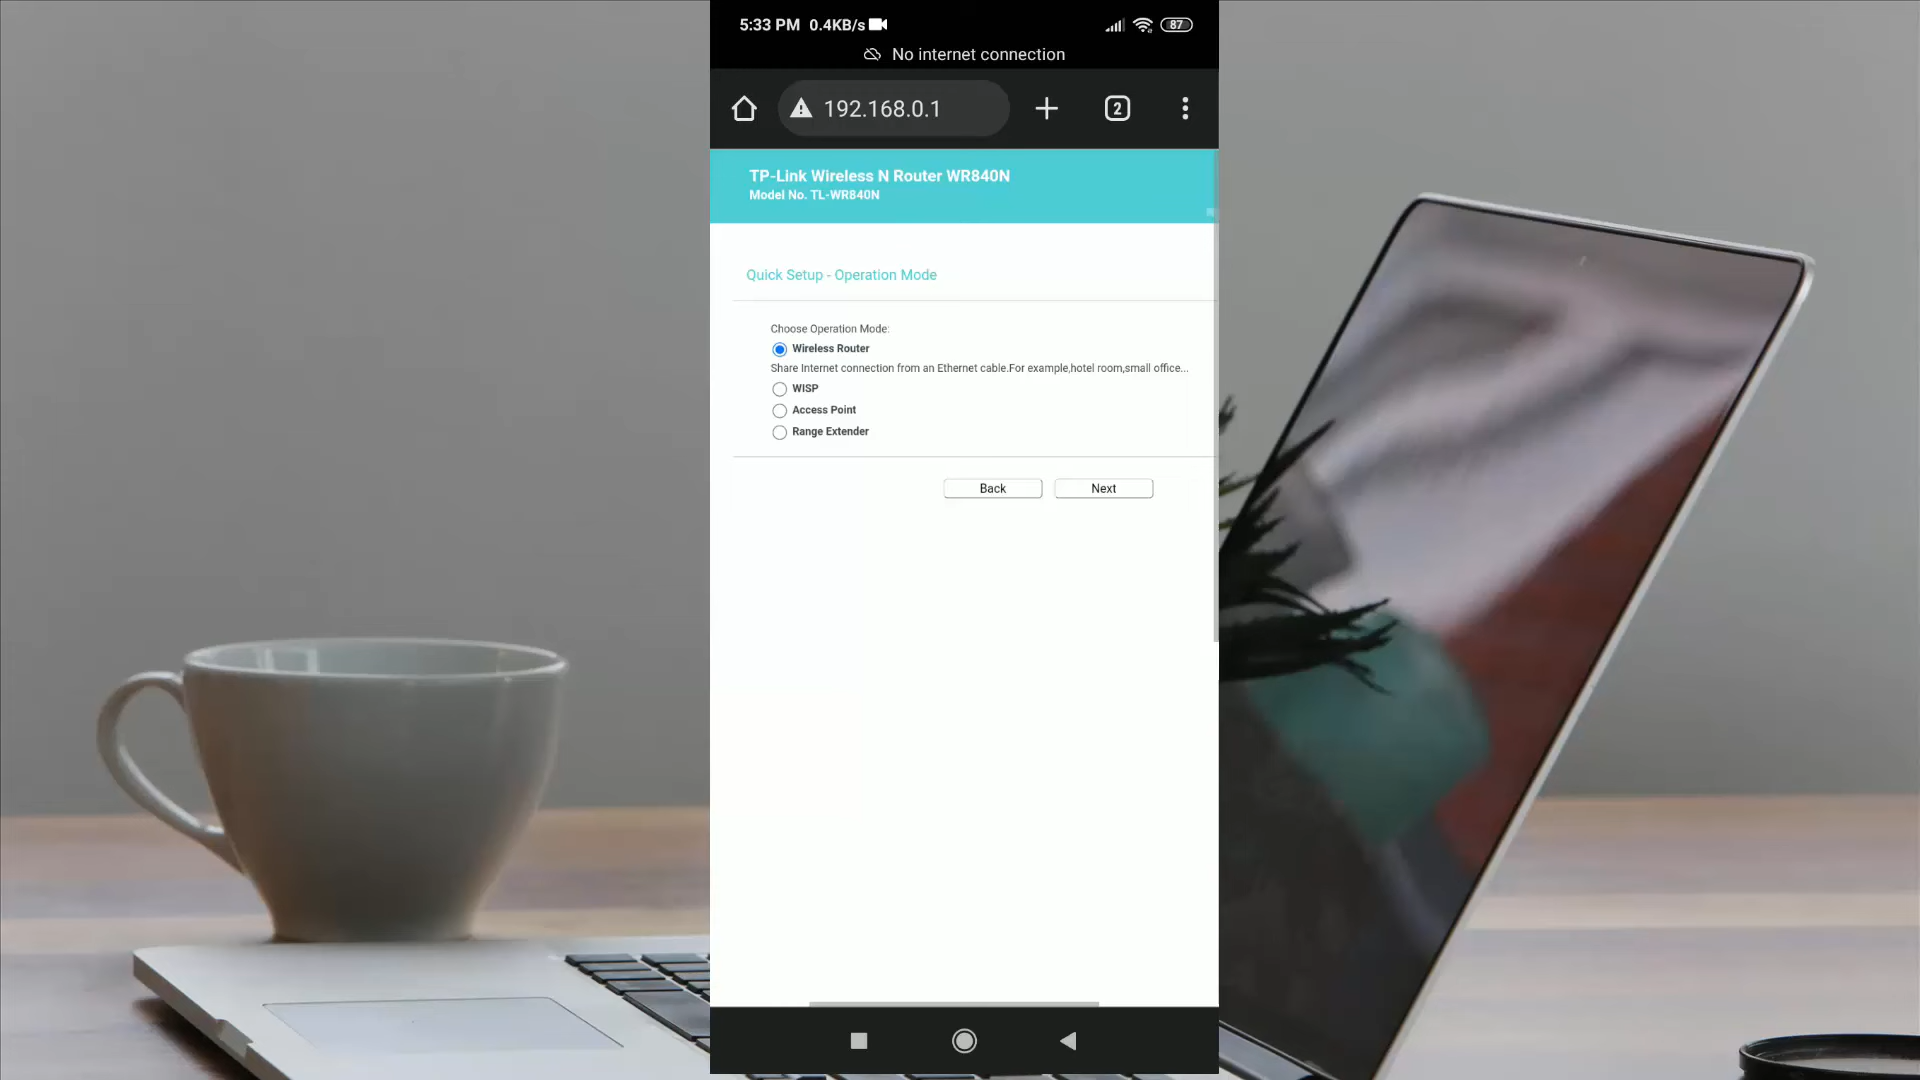 5:33 PM 0.4KB/s 87
No internet connection
192.168.0.1 2
TP-Link Wireless N Router WR840N
Model No. TL-WR840N
Quick Setup - Operation Mode
Choose Operation Mode:
Wireless Router
Share Internet connection from an Ethernet cable.For example,hotel room,small office...
WISP
Access Point
Range Extender
Back Next